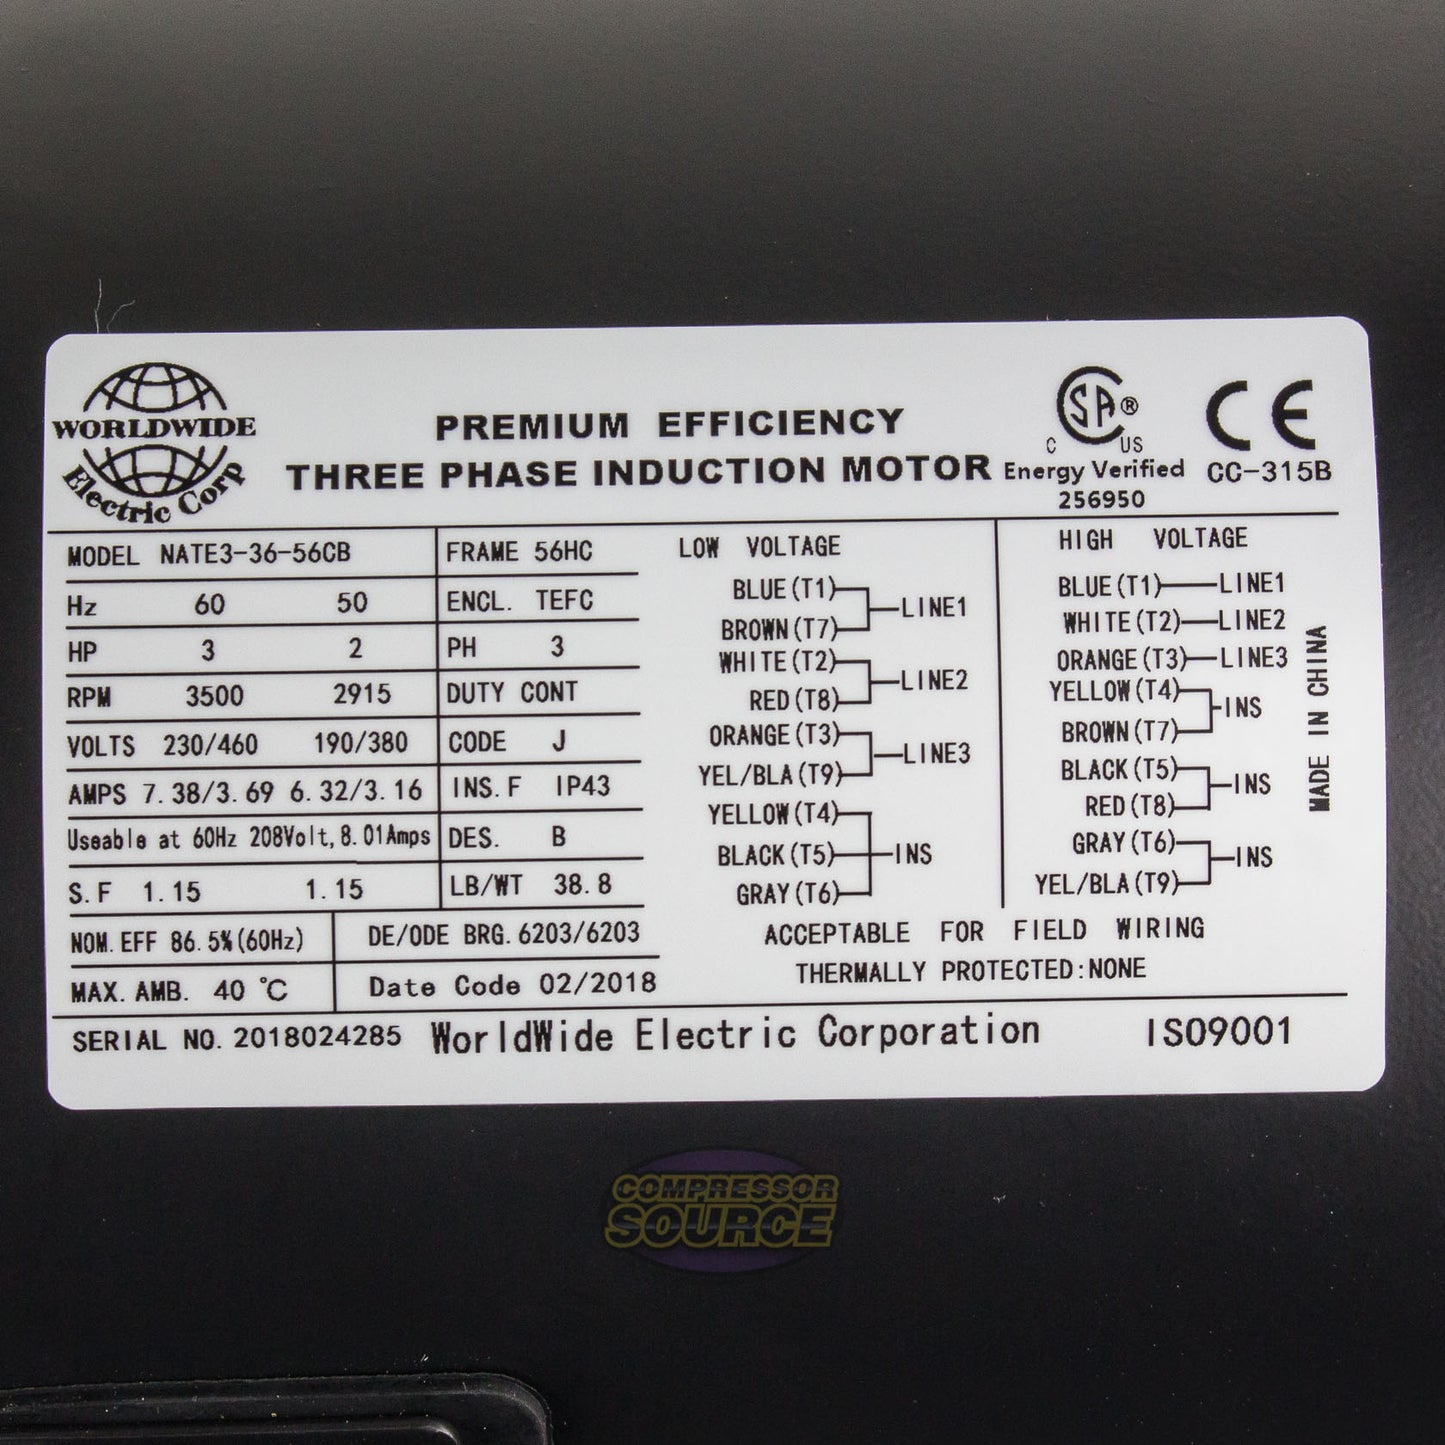 WORLDWIDE
Electric Corp
PREMIUM EFFICIENCY
THREE PHASE INDUCTION MOTOR
CSA®
C US
Energy Verified
256950
CE
CC-315B
MODEL NATE3-36-56CB
Hz 60 50
HP 3 2
RPM 3500 2915
VOLTS 230/460 190/380
AMPS 7.38/3.69 6.32/3.16
Useable at 60Hz 208Volt, 8.01Amps
S.F 1.15 1.15
NOM. EFF 86.5%(60Hz)
MAX. AMB. 40 ℃
FRAME 56HC
ENCL. TEFC
PH 3
DUTY CONT
CODE J
INS. F IP43
DES. B
LB/WT 38.8
DE/ODE BRG. 6203/6203
Date Code 02/2018
LOW VOLTAGE
BLUE(T1)
BROWN(T7)
LINE1
WHITE(T2)
RED(T8)
LINE2
ORANGE(T3)
YEL/BLA(T9)
LINE3
YELLOW(T4)
BLACK(T5)
GRAY(T6)
INS
HIGH VOLTAGE
BLUE(T1) LINE1
WHITE(T2) LINE2
ORANGE(T3) LINE3
YELLOW(T4)
BROWN(T7)
INS
BLACK(T5)
RED(T8)
INS
GRAY(T6)
YEL/BLA(T9)
INS
MADE IN CHINA
ACCEPTABLE FOR FIELD WIRING
THERMALLY PROTECTED:NONE
SERIAL NO. 2018024285 WorldWide Electric Corporation ISO9001
COMPRESSOR
SOURCE